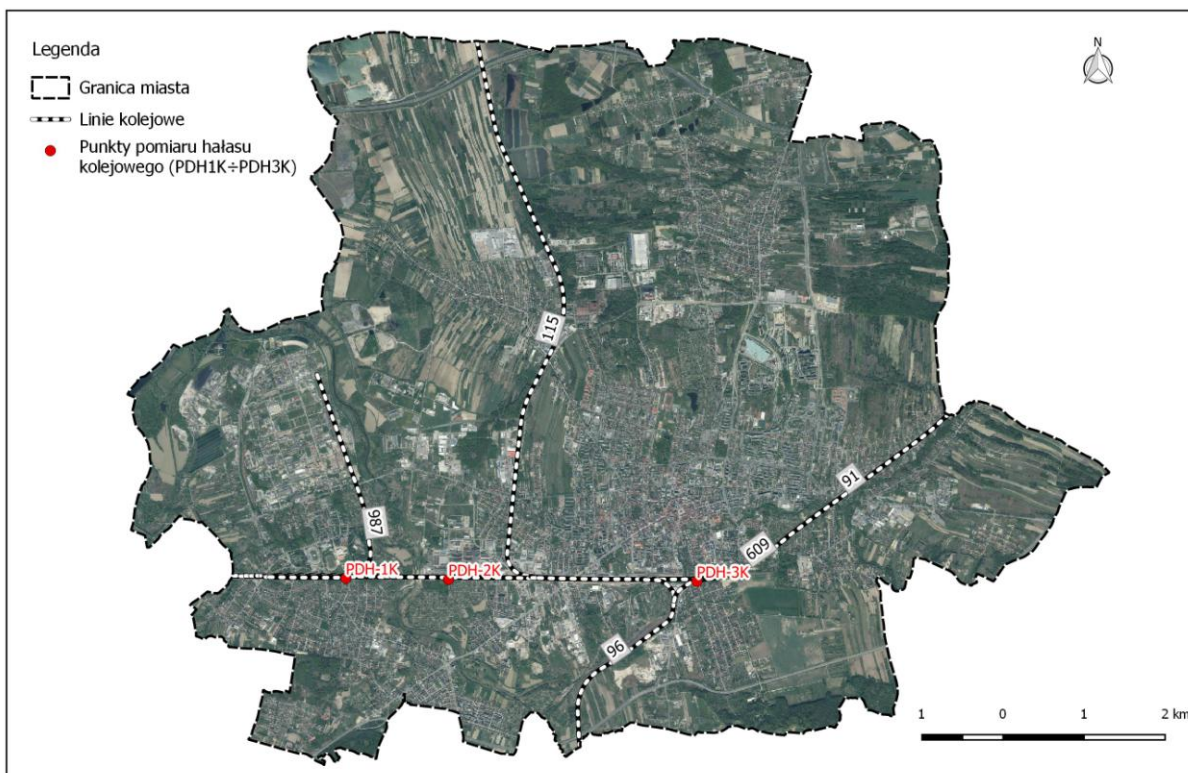 Legenda
Granica miasta
Linie kolejowe
Punkty pomiaru hałasu
kolejowego (PDH1K÷PDH3K)
N
115
91
987
609
PDH-1K
PDH-2K
PDH-3K
96
1 0 1 2 km